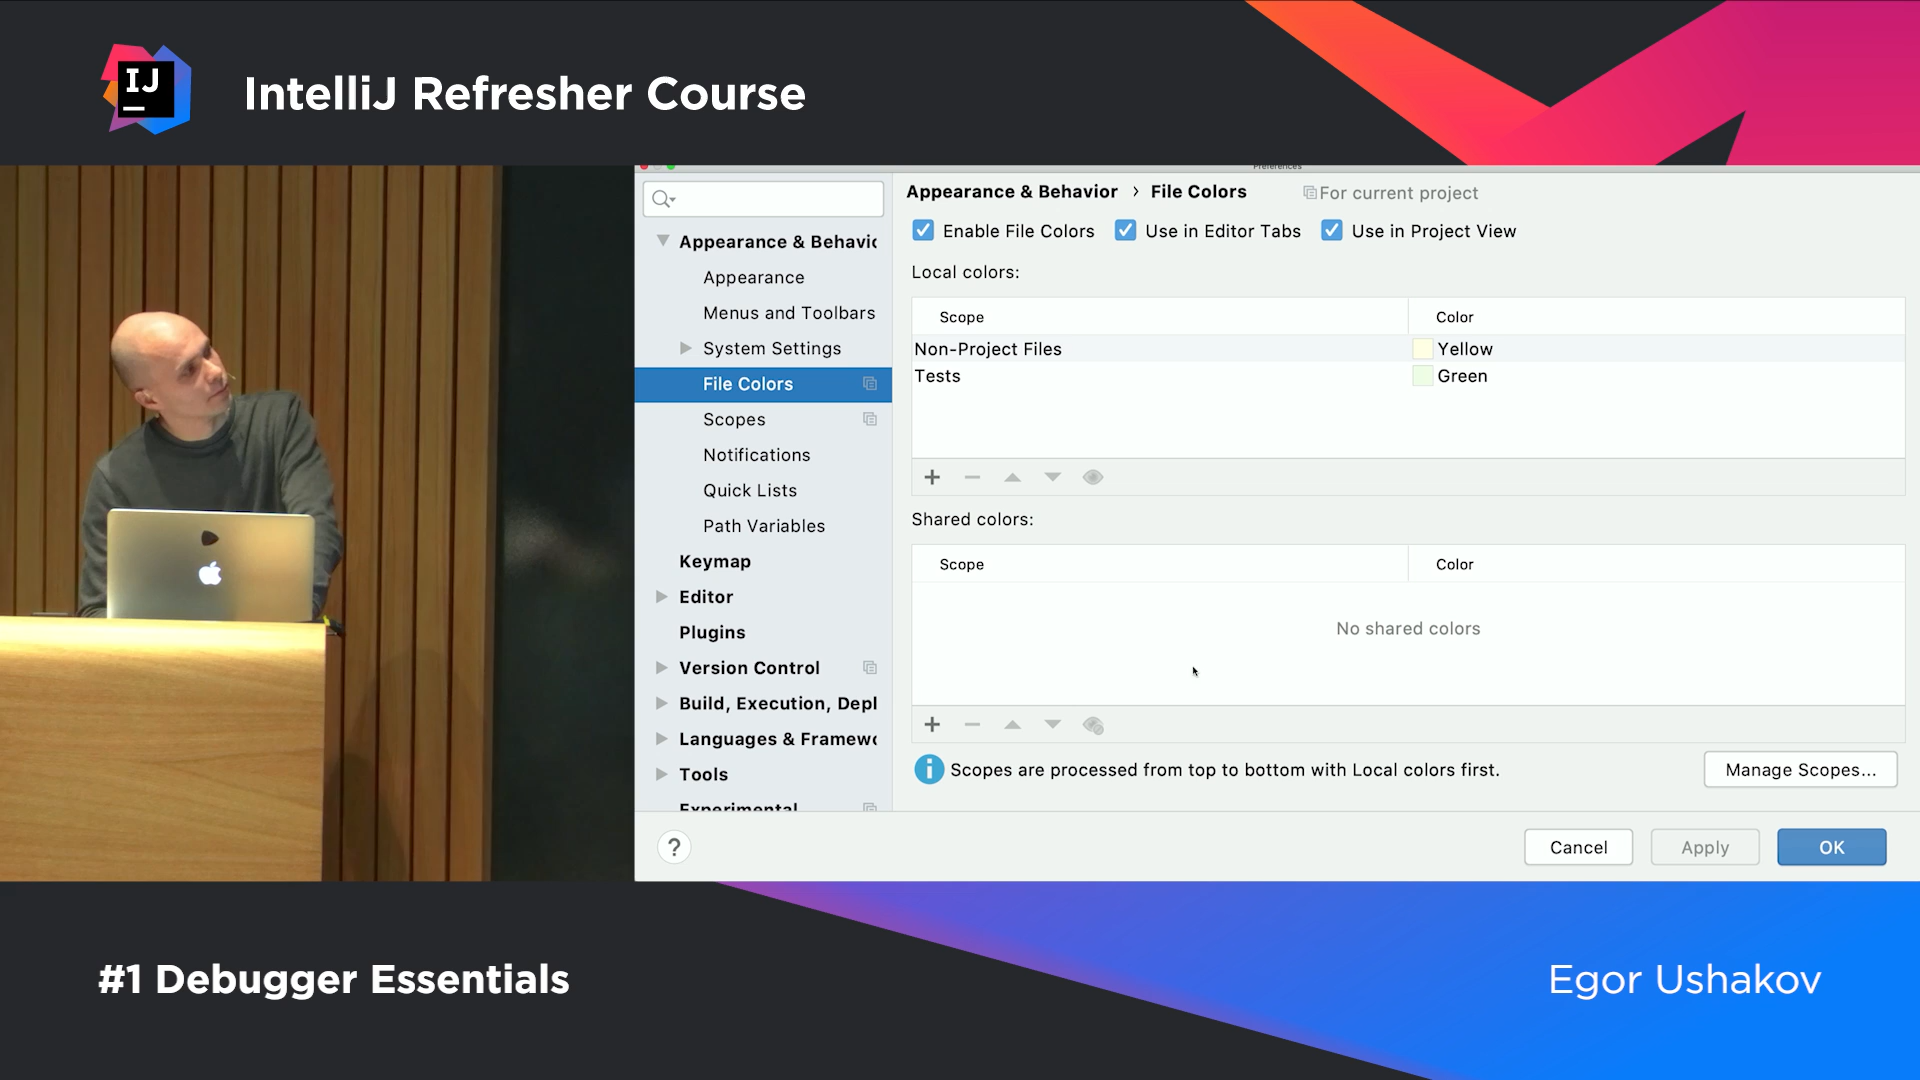 IJ
IntelliJ Refresher Course
Preferences
Appearance & Behavior › File Colors
For current project
Enable File Colors
Use in Editor Tabs
Use in Project View
Appearance & Behavic
Appearance
Menus and Toolbars
System Settings
File Colors
Scopes
Notifications
Quick Lists
Path Variables
Keymap
Editor
Plugins
Version Control
Build, Execution, Depl
Languages & Framewo
Tools
Experimental
Local colors:
Scope Color
Non-Project Files Yellow
Tests Green
Shared colors:
Scope Color
No shared colors
Scopes are processed from top to bottom with Local colors first.
Manage Scopes...
?
Cancel
Apply
OK
#1 Debugger Essentials
Egor Ushakov